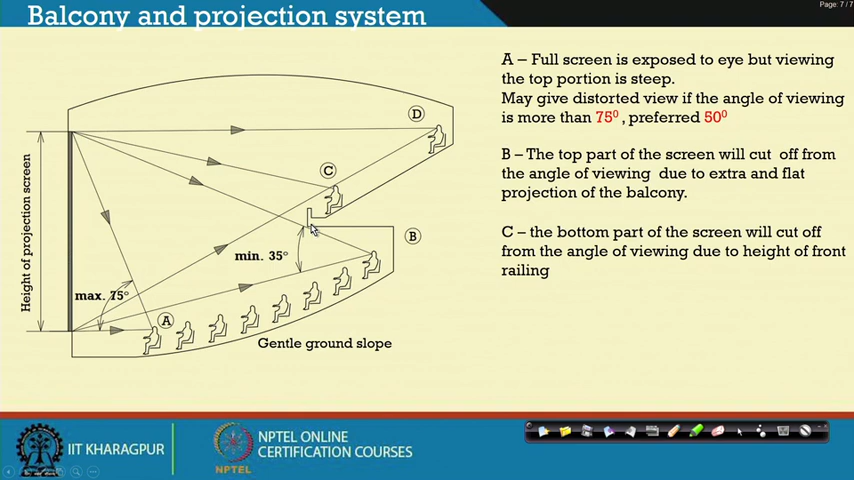 Page: 7 / 7
Balcony and projection system
A – Full screen is exposed to eye but viewing
the top portion is steep.
May give distorted view if the angle of viewing
is more than 75⁰ , preferred 50⁰
B – The top part of the screen will cut off from
the angle of viewing due to extra and flat
projection of the balcony.
C – the bottom part of the screen will cut off
from the angle of viewing due to height of front
railing
Height of projection screen
D
C
B
min. 35°
max. 75°
A
Gentle ground slope
IIT KHARAGPUR
NPTEL
NPTEL ONLINE
CERTIFICATION COURSES